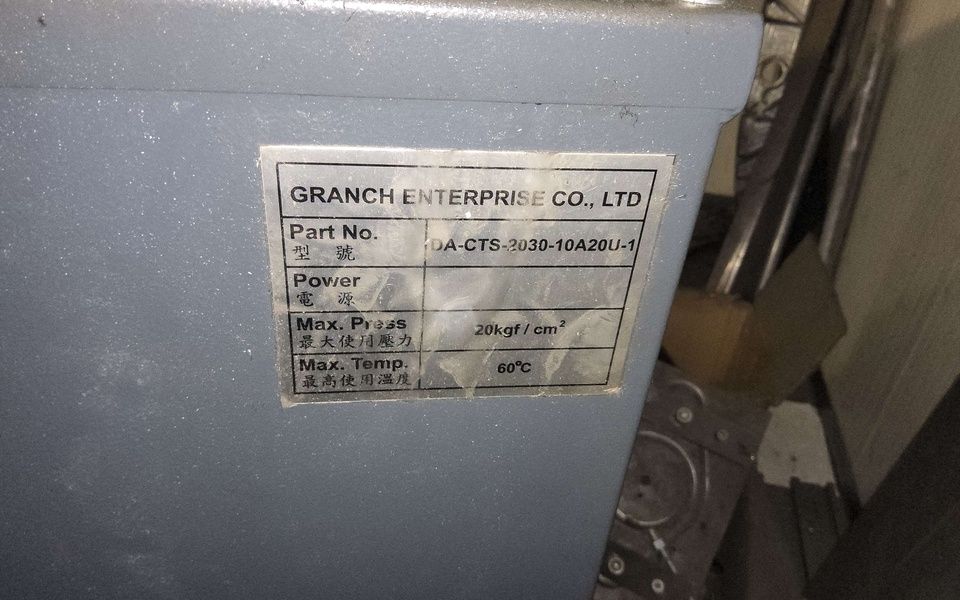 GRANCH ENTERPRISE CO., LTD
Part No.
型 號
DA-CTS-2030-10A20U-1
Power
電 源
Max. Press
最大使用壓力
20kgf / cm²
Max. Temp.
最高使用溫度
60°C